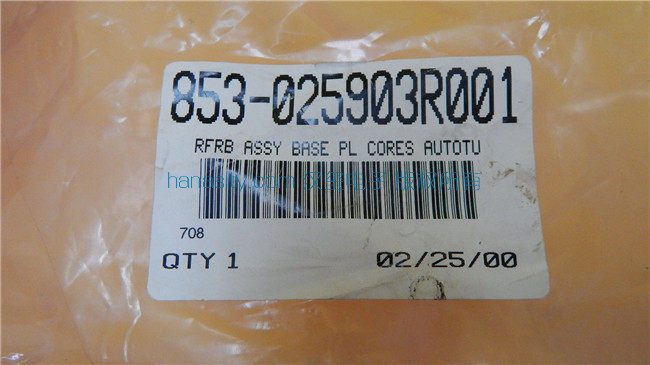 853-025903R001
RFRB ASSY BASE PL CORES AUTOTU
708
QTY 1
02/25/00